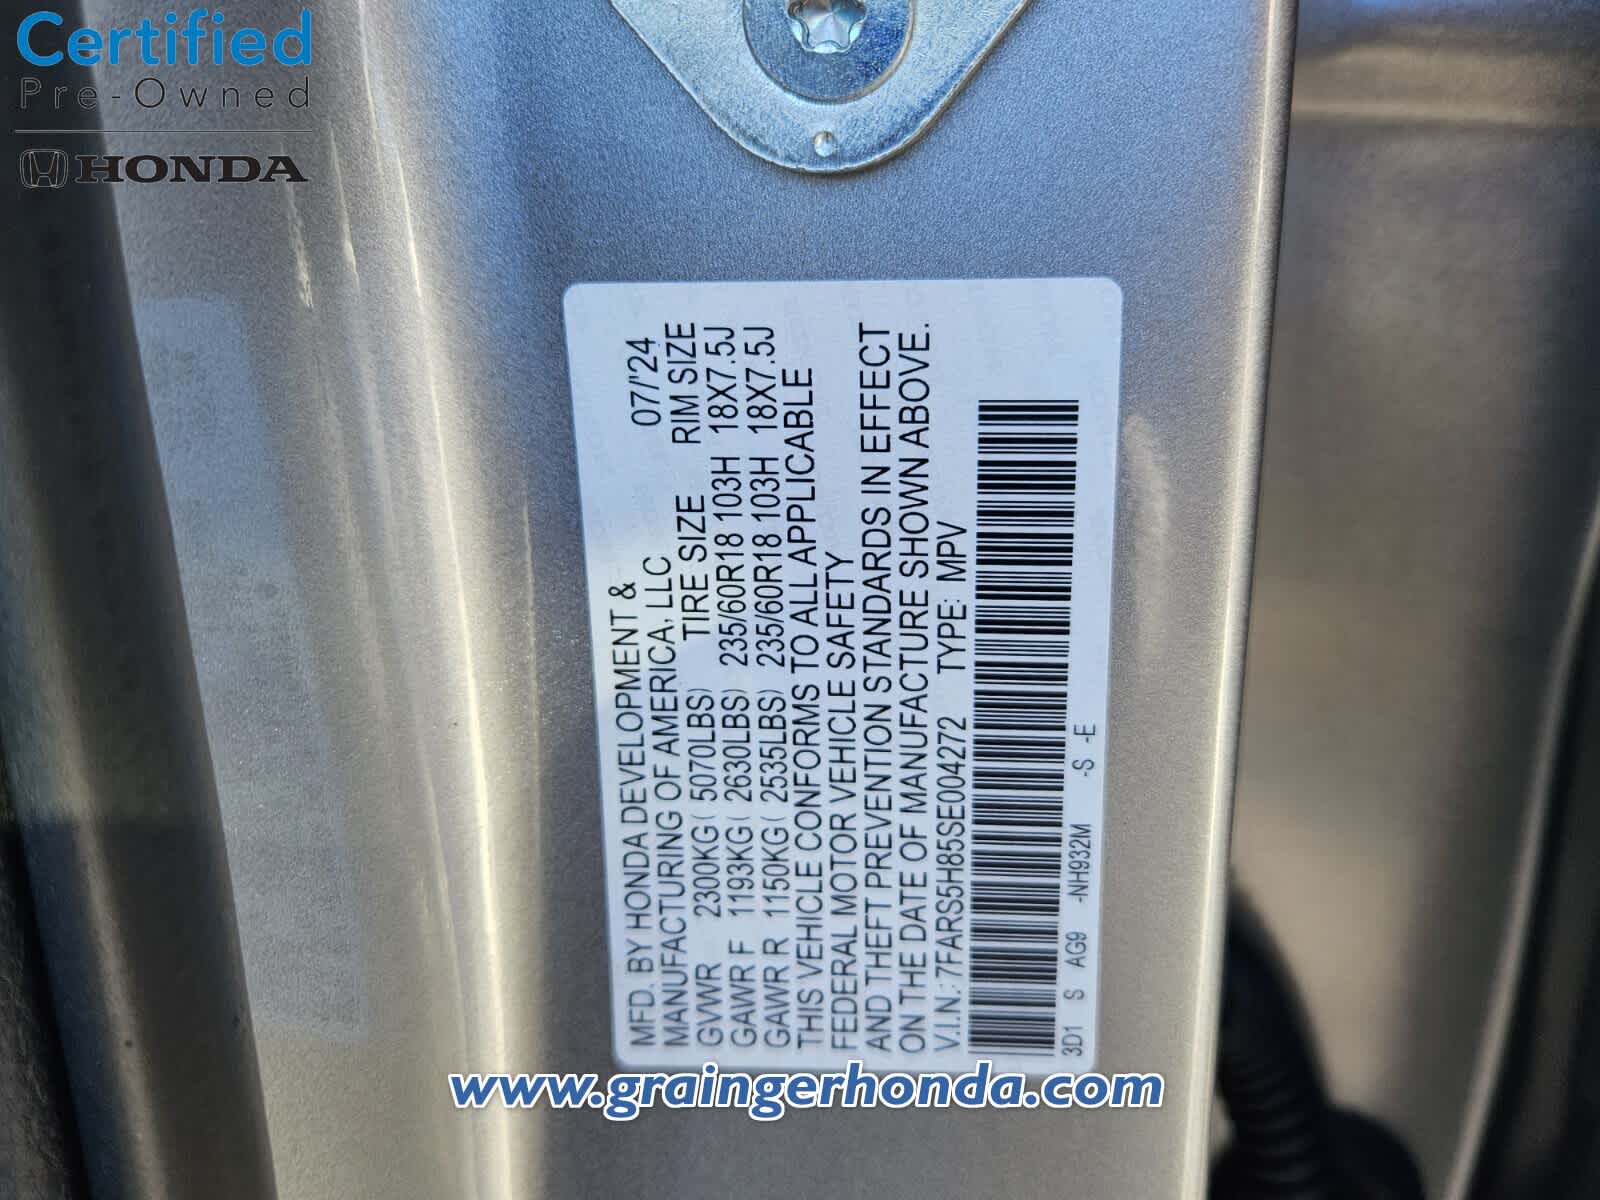 Certified
Pre-Owned
HONDA
MFD. BY HONDA DEVELOPMENT &
MANUFACTURING OF AMERICA, LLC 07/'24
TIRE SIZE RIM SIZE
GVWR 2300KG( 5070LBS)
GAWR F 1193KG( 2630LBS) 235/60R18 103H 18X7.5J
GAWR R 1150KG( 2535LBS) 235/60R18 103H 18X7.5J
THIS VEHICLE CONFORMS TO ALL APPLICABLE
FEDERAL MOTOR VEHICLE SAFETY
AND THEFT PREVENTION STANDARDS IN EFFECT
ON THE DATE OF MANUFACTURE SHOWN ABOVE.
V.I.N.:7FARS5H85SE004272 TYPE: MPV
3D1 S AG9 -NH932M -S -E
www.graingerhonda.com